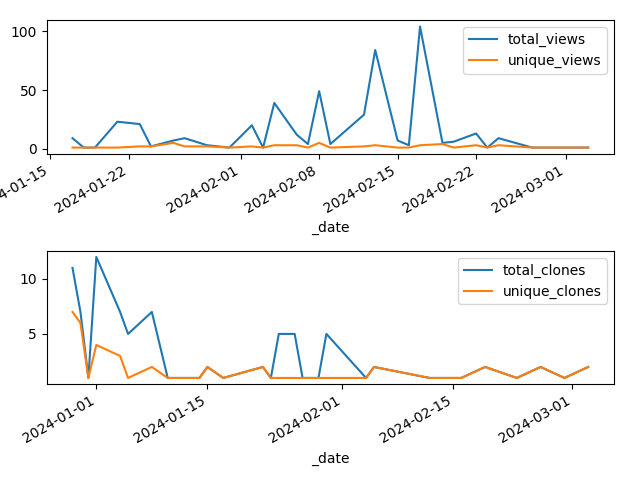 100
50
0
total_views
unique_views
4-01-15
2024-01-22
2024-02-01
2024-02-08
2024-02-15
2024-02-22
2024-03-01
_date
10
5
total_clones
unique_clones
2024-01-01
2024-01-15
2024-02-01
2024-02-15
2024-03-01
_date